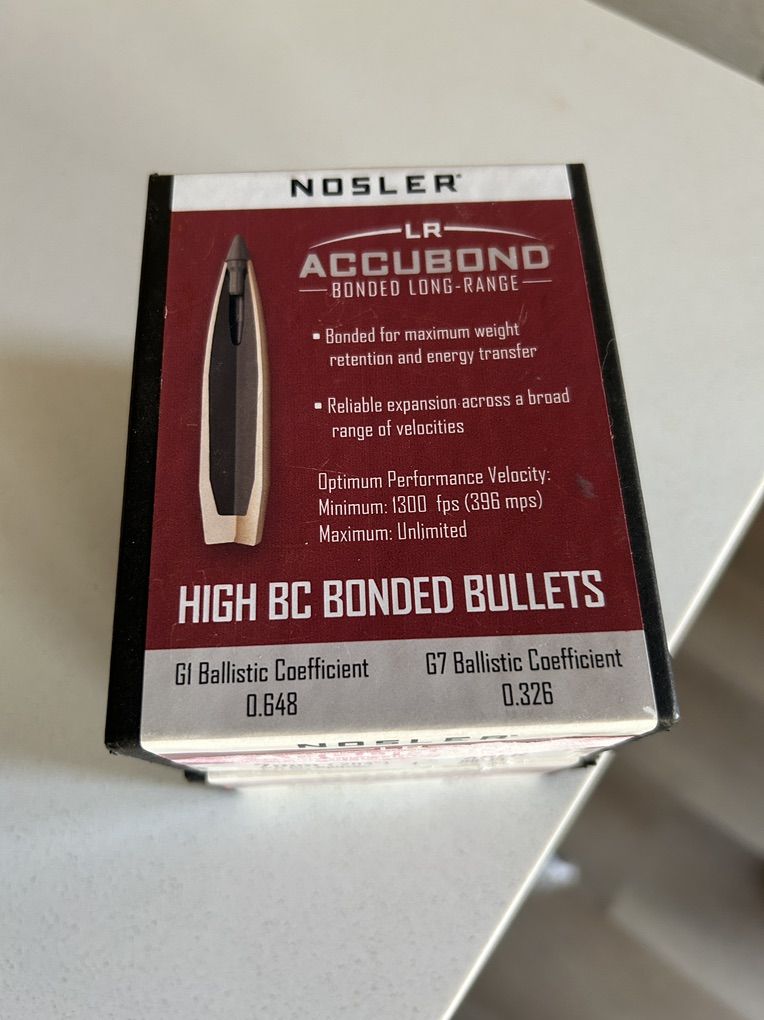 NOSLER®
LR
ACCUBOND
BONDED LONG-RANGE
• Bonded for maximum weight
retention and energy transfer
• Reliable expansion across a broad
range of velocities
Optimum Performance Velocity:
Minimum: 1300 fps (396 mps)
Maximum: Unlimited
HIGH BC BONDED BULLETS
G1 Ballistic Coefficient
0.648
G7 Ballistic Coefficient
0.326
NOSLER®